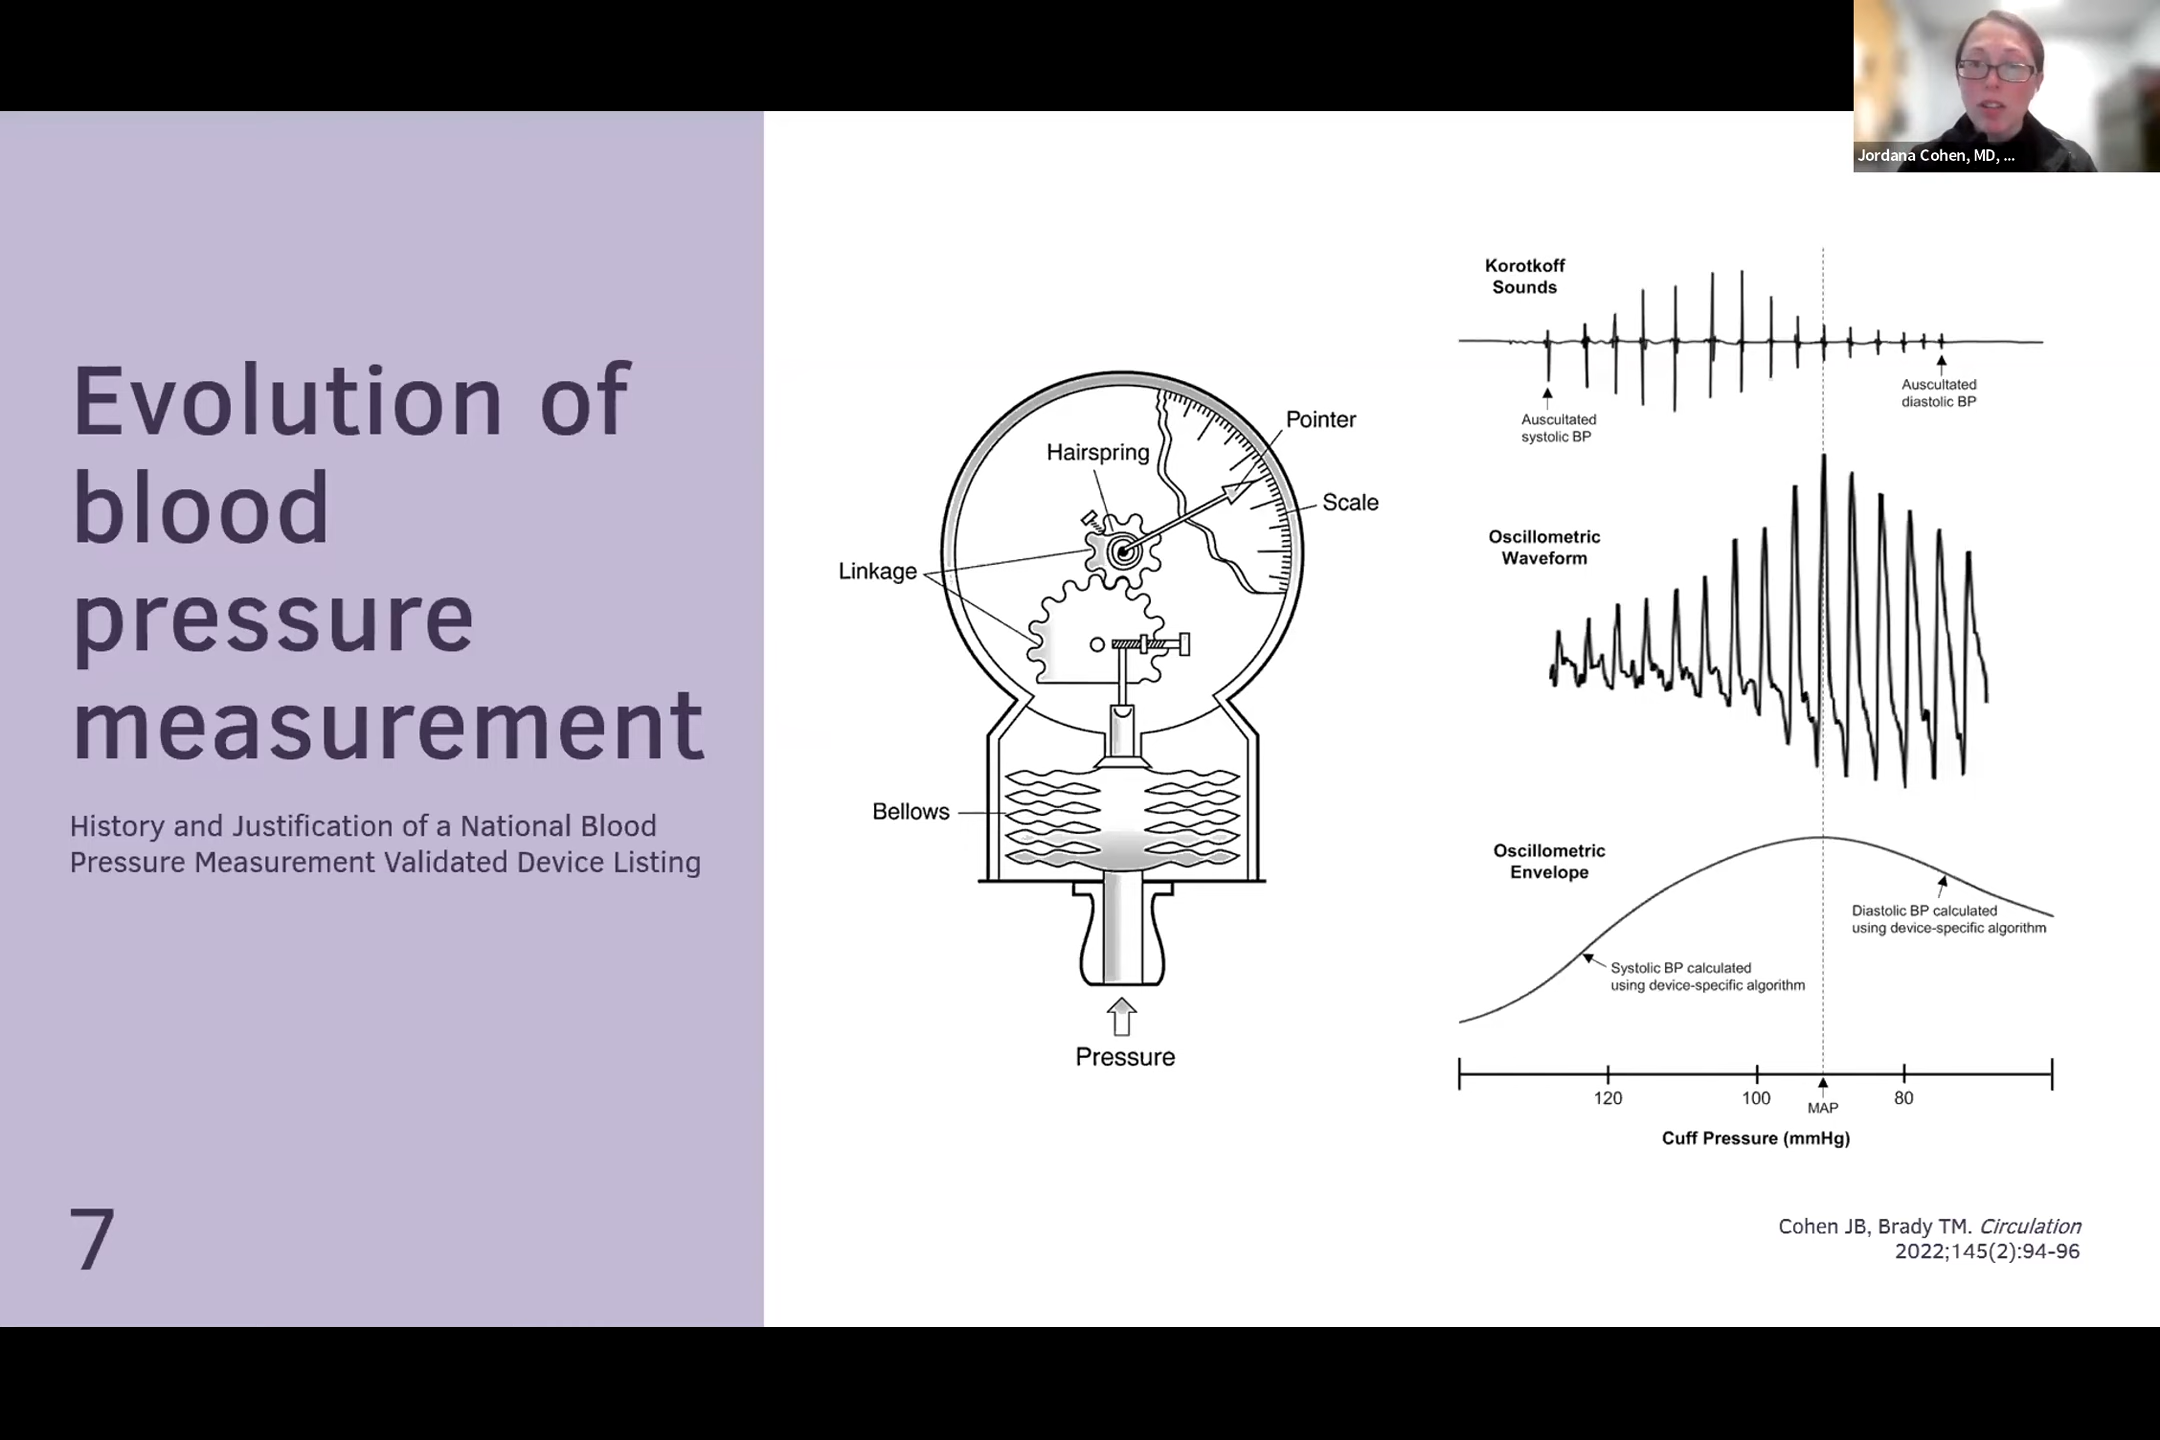 Jordana Cohen, MD, ...
Evolution of
blood
pressure
measurement
History and Justification of a National Blood
Pressure Measurement Validated Device Listing
7
Pointer
Hairspring
Scale
Linkage
Bellows
Pressure
Korotkoff
Sounds
Auscultated
systolic BP
Auscultated
diastolic BP
Oscillometric
Waveform
Oscillometric
Envelope
Diastolic BP calculated
using device-specific algorithm
Systolic BP calculated
using device-specific algorithm
120
100
80
MAP
Cuff Pressure (mmHg)
Cohen JB, Brady TM. Circulation
2022;145(2):94-96